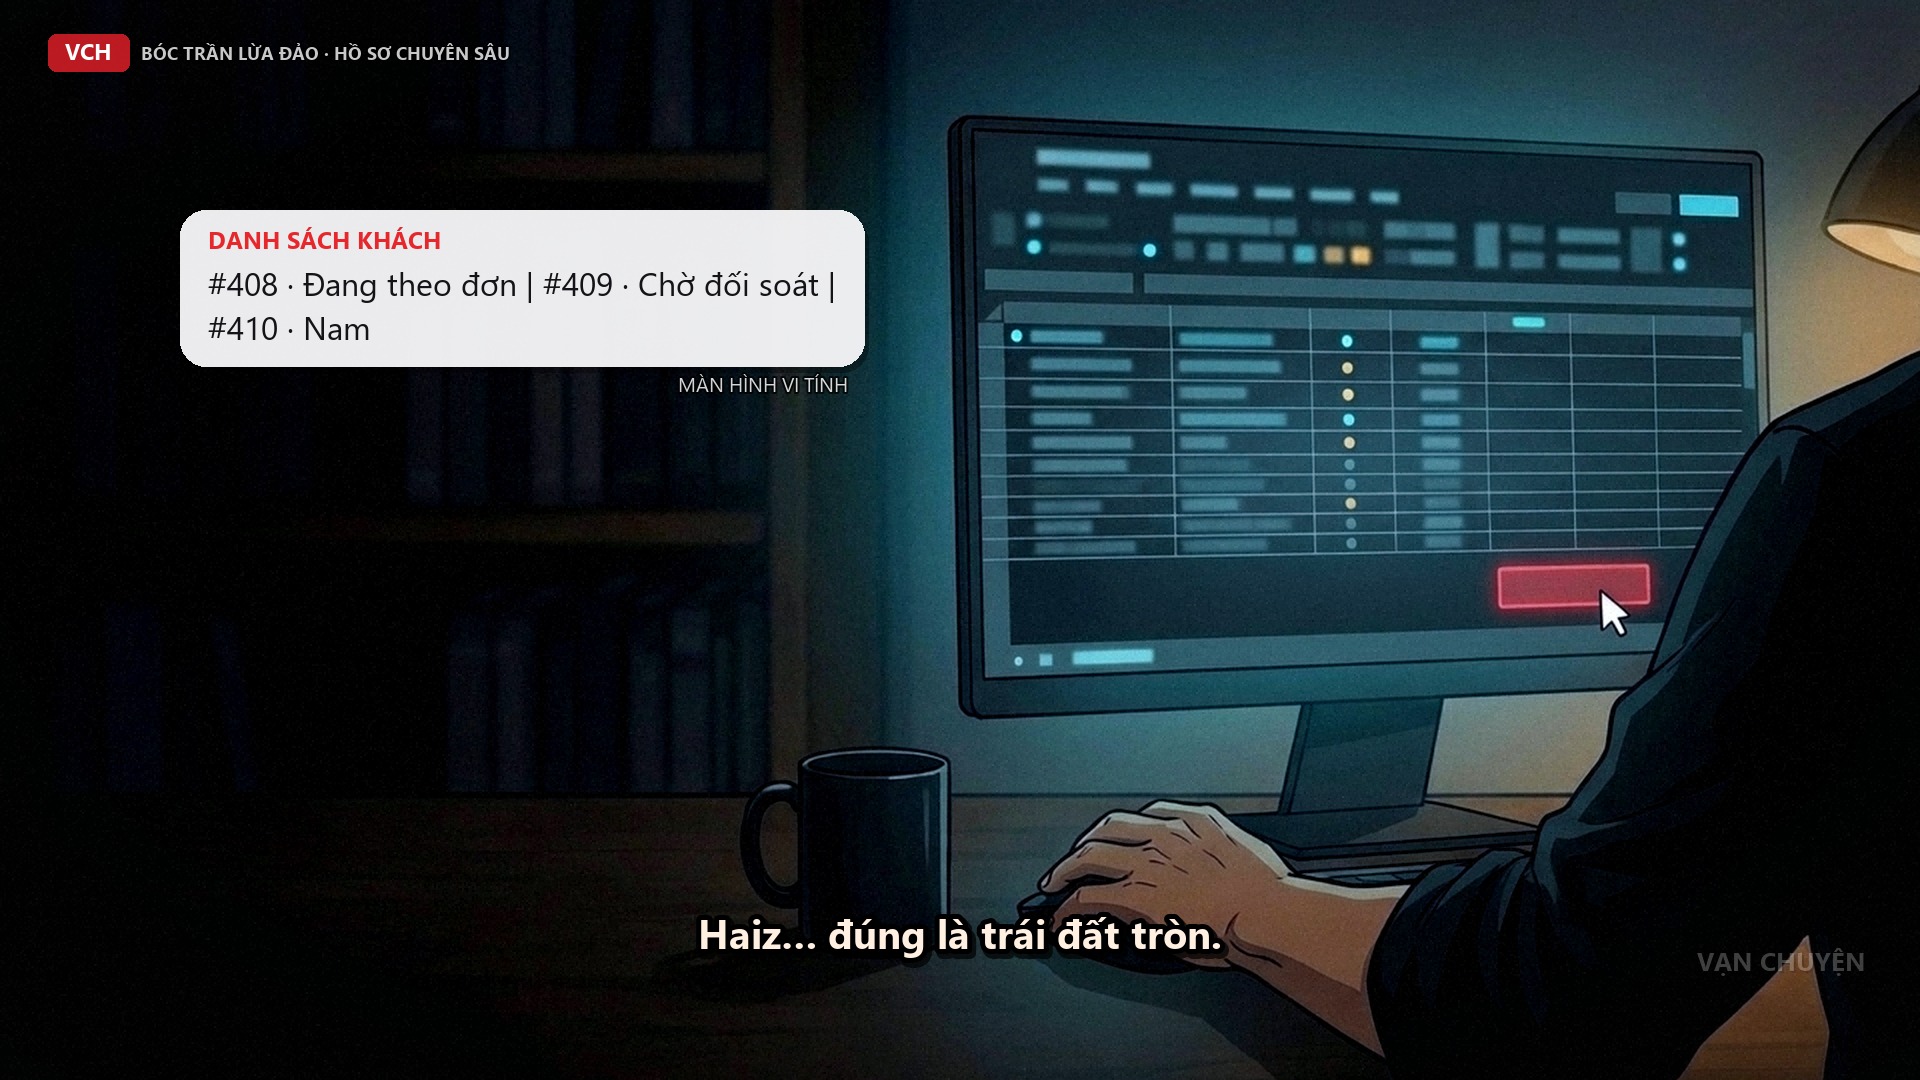 VCH BÓC TRẦN LỪA ĐẢO · HỒ SƠ CHUYÊN SÂU
DANH SÁCH KHÁCH
#408 · Đang theo đơn | #409 · Chờ đối soát |
#410 · Nam
MÀN HÌNH VI TÍNH
Haiz... đúng là trái đất tròn.
VẠN CHUYỆN